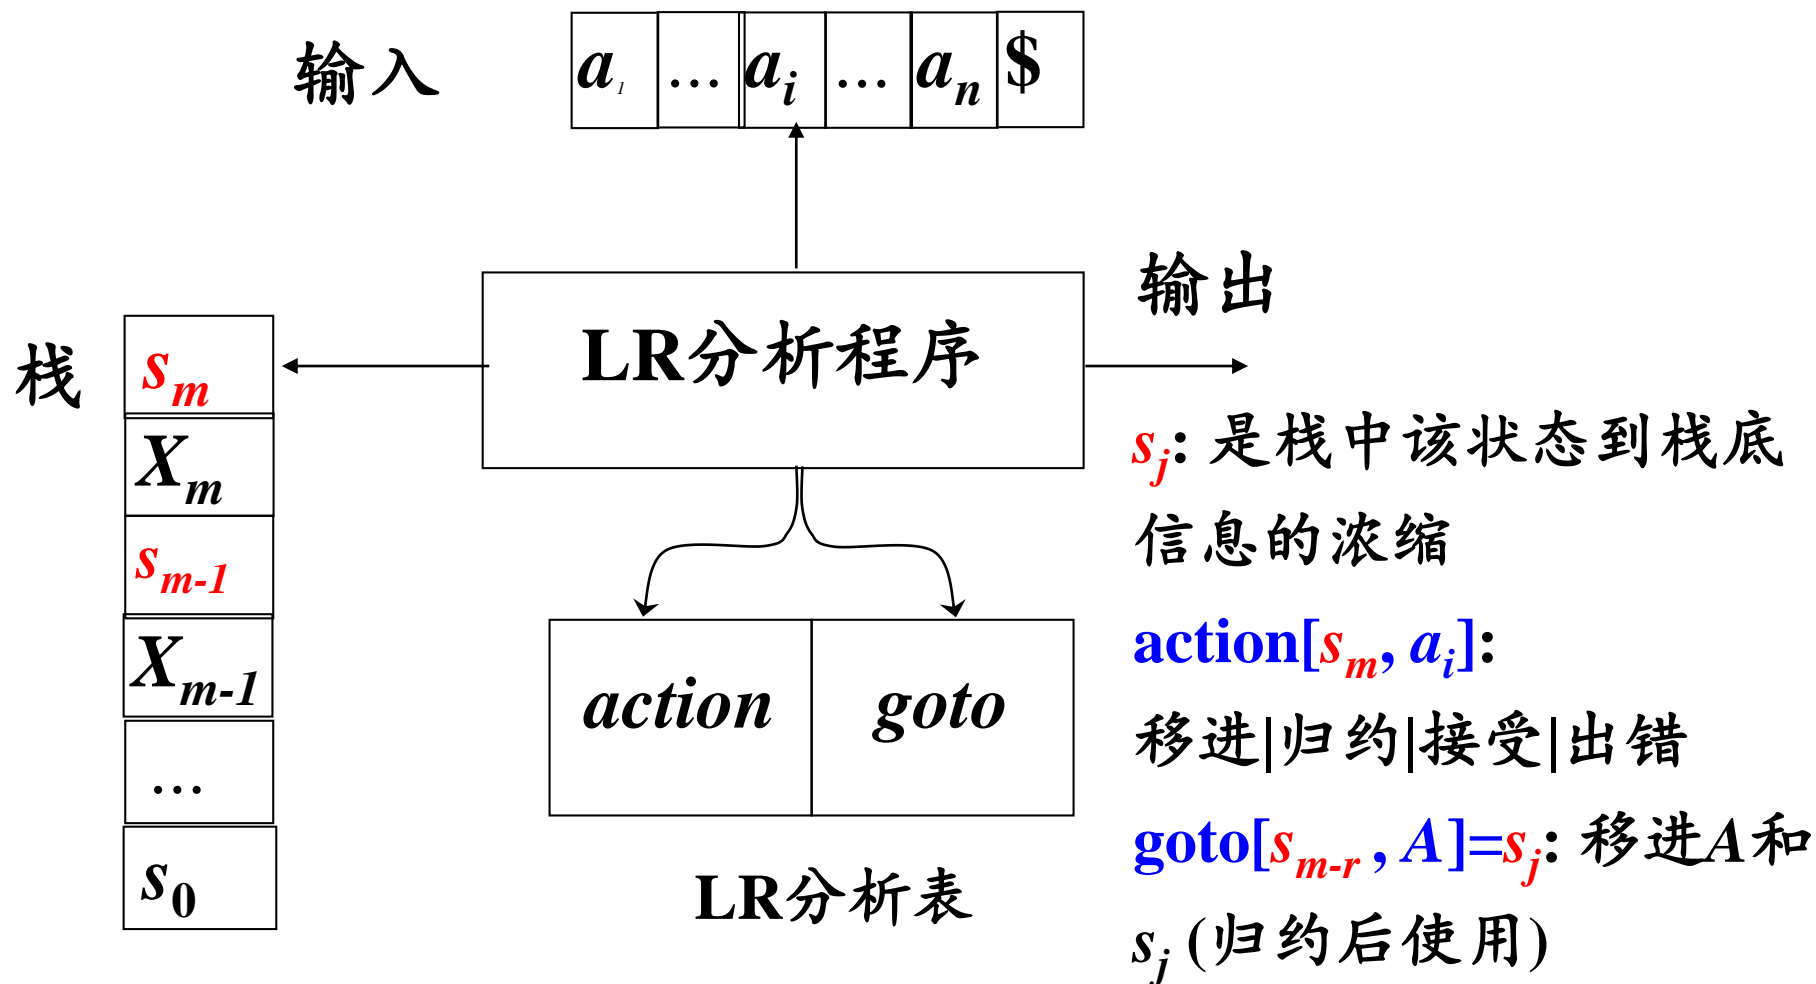 输入
a1 … ai … an $
输出
LR分析程序
栈
sm
Xm
sm-1
Xm-1
…
s0
action goto
LR分析表
sj: 是栈中该状态到栈底
信息的浓缩
action[sm, ai]:
移进|归约|接受|出错
goto[sm-r , A]=sj: 移进A和
sj (归约后使用)